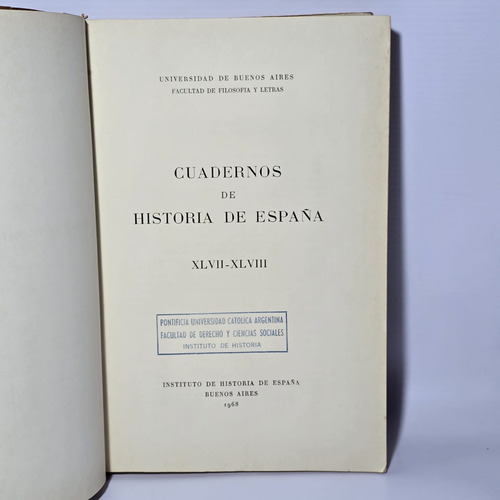 UNIVERSIDAD DE BUENOS AIRES
FACULTAD DE FILOSOFIA Y LETRAS
CUADERNOS
DE
HISTORIA DE ESPAÑA
XLVII-XLVIII
PONTIFICIA UNIVERSIDAD CATOLICA ARGENTINA
FACULTAD DE DERECHO Y CIENCIAS SOCIALES
INSTITUTO DE HISTORIA
INSTITUTO DE HISTORIA DE ESPAÑA
BUENOS AIRES
1968